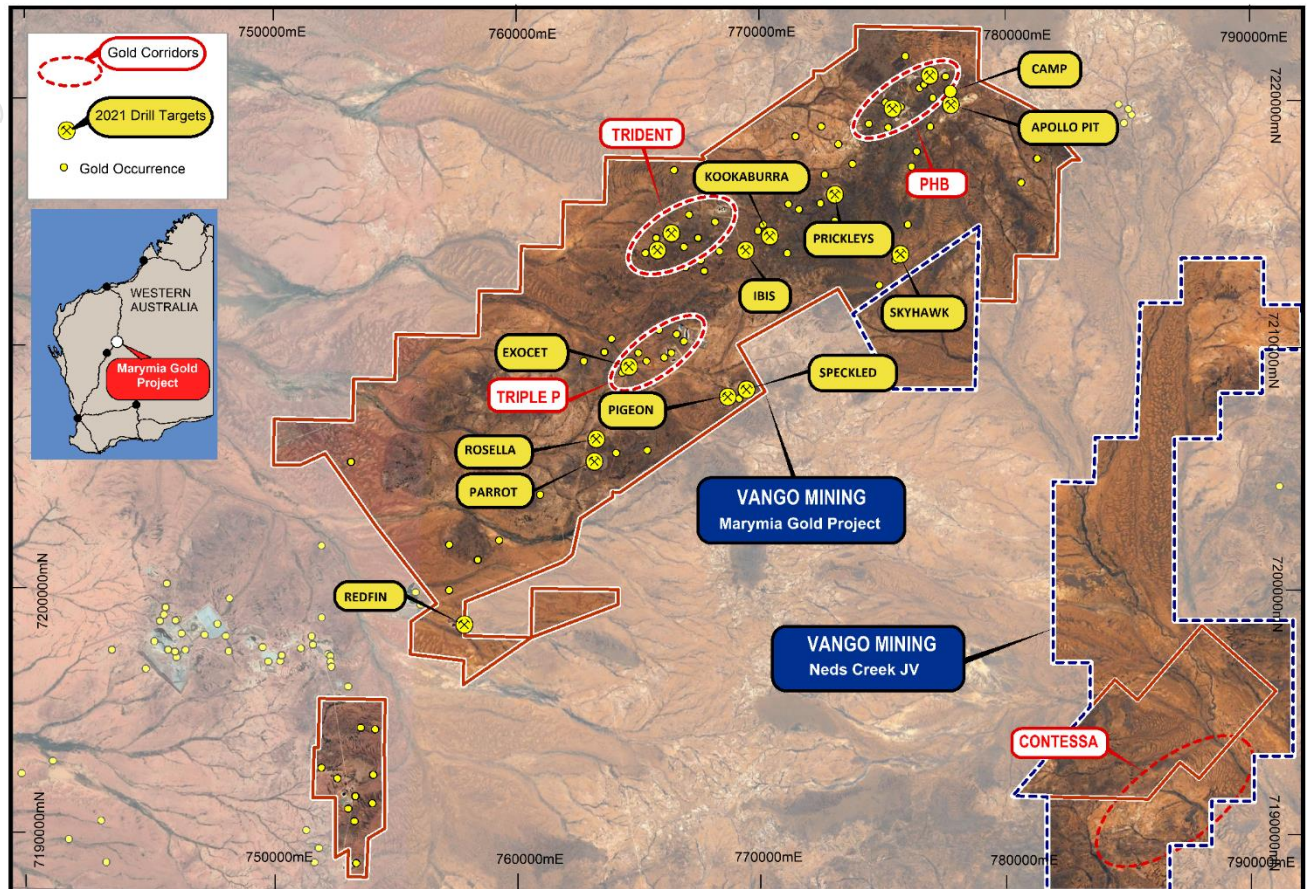 750000mE
760000mE
770000mE
780000mE
790000mE
Gold Corridors
2021 Drill Targets
Gold Occurrence
WESTERN
AUSTRALIA
Marymia Gold
Project
CAMP
7220000mN
APOLLO PIT
TRIDENT
KOOKABURRA
PHB
PRICKLEYS
IBIS
SKYHAWK
7210000mN
EXOCET
SPECKLED
TRIPLE P
PIGEON
ROSELLA
PARROT
VANGO MINING
Marymia Gold Project
REDFIN
7200000mN
7200000mN
VANGO MINING
Neds Creek JV
CONTESSA
7190000mN
7190000mN
750000mE
760000mE
770000mE
780000mE
790000mE